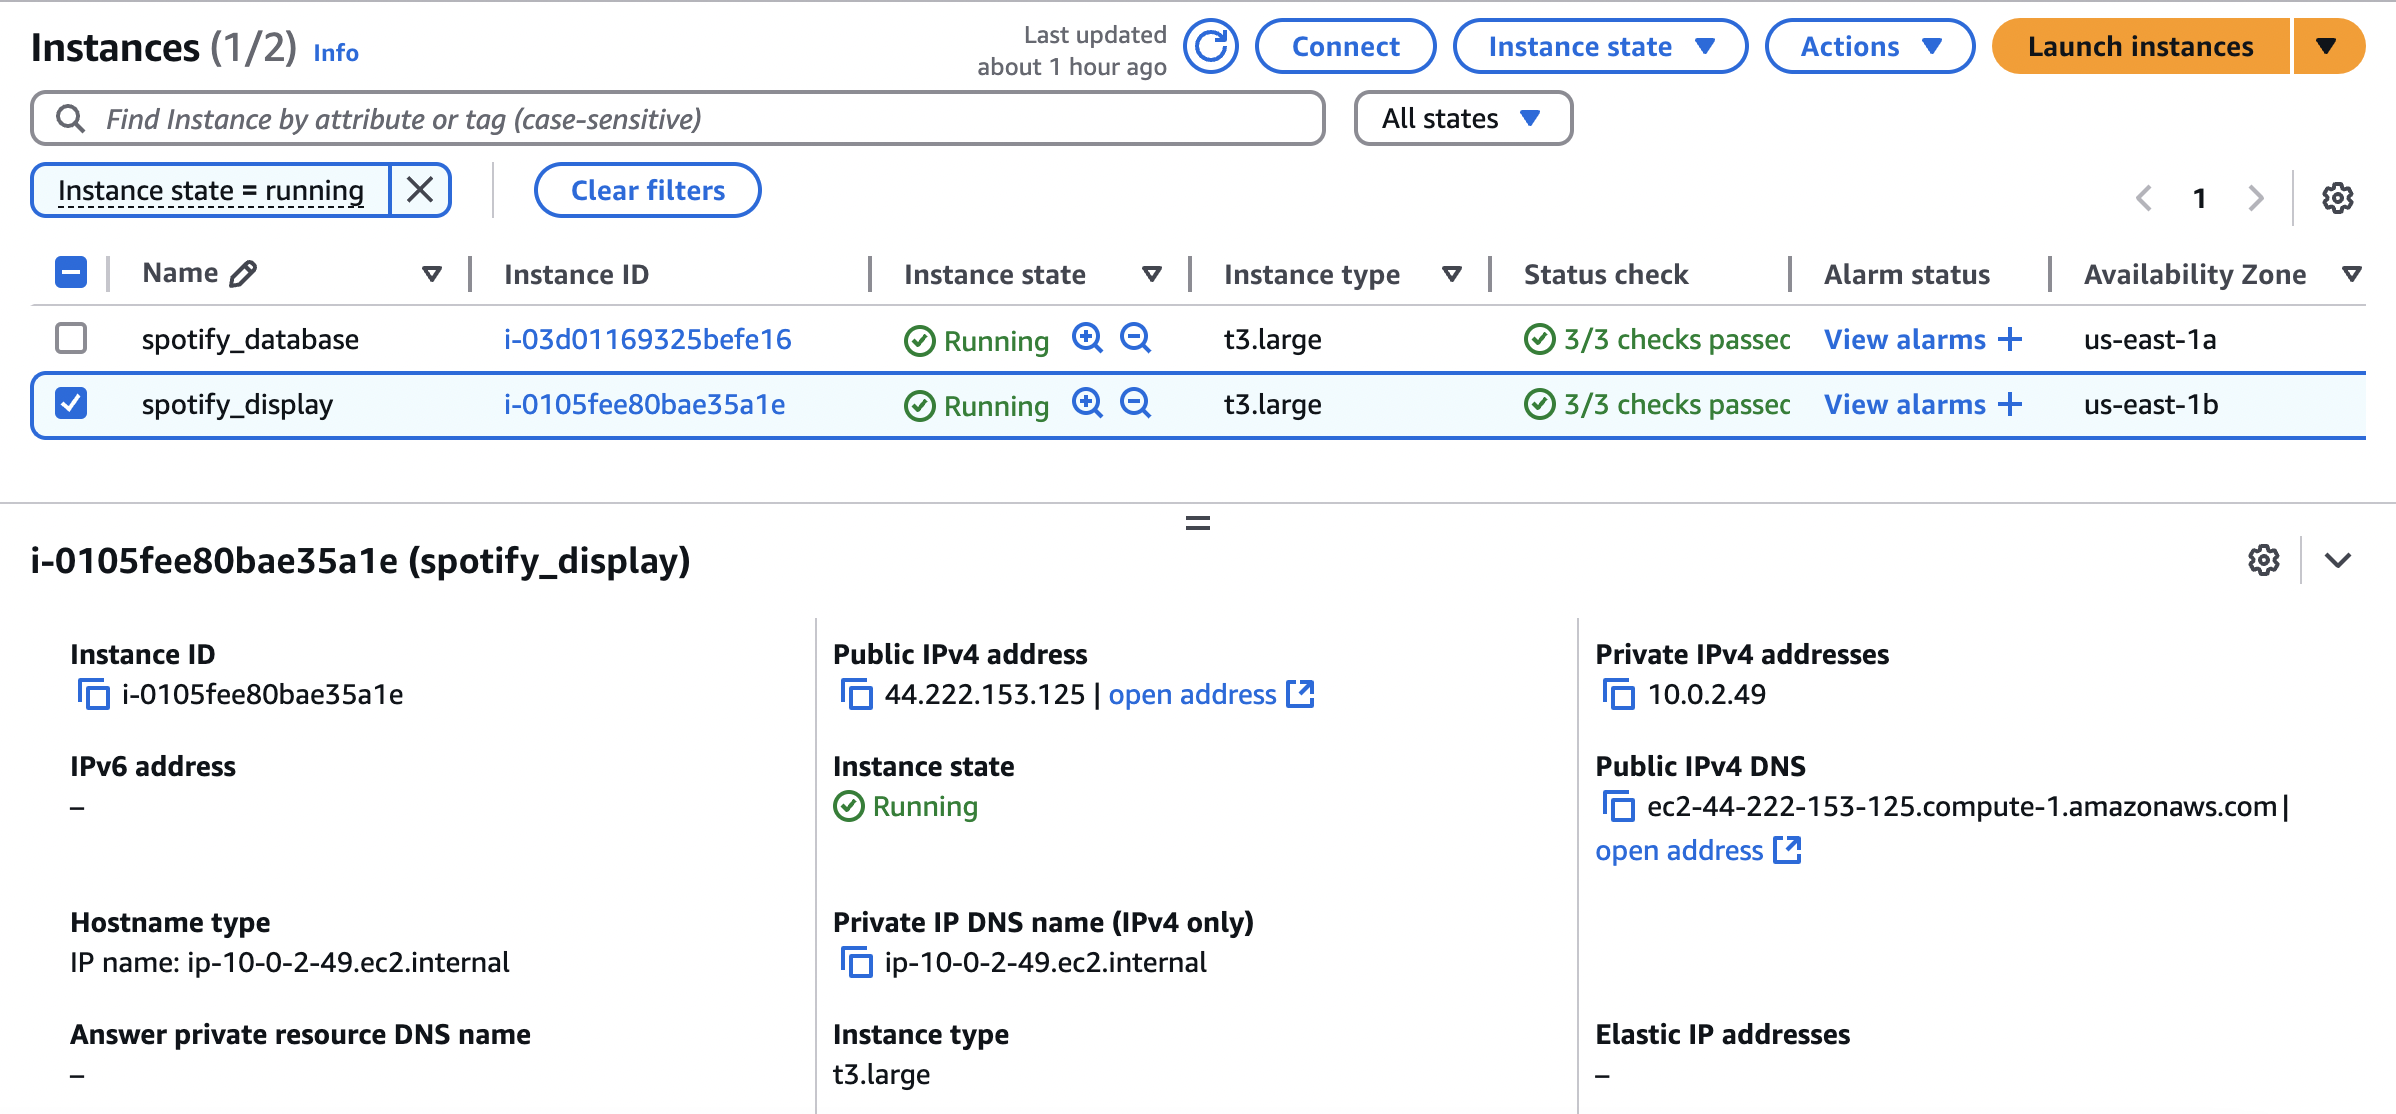 Instances (1/2) Info
Last updated
about 1 hour ago
Connect
Instance state
Actions
Launch instances
Find Instance by attribute or tag (case-sensitive)
All states
Instance state = running
Clear filters
1
Name Instance ID Instance state Instance type Status check Alarm status Availability Zone
spotify_database i-03d01169325befe16 Running t3.large 3/3 checks passec View alarms + us-east-1a
spotify_display i-0105fee80bae35a1e Running t3.large 3/3 checks passec View alarms + us-east-1b
i-0105fee80bae35a1e (spotify_display)
Instance ID
i-0105fee80bae35a1e
Public IPv4 address
44.222.153.125 | open address
Private IPv4 addresses
10.0.2.49
IPv6 address
–
Instance state
Running
Public IPv4 DNS
ec2-44-222-153-125.compute-1.amazonaws.com |
open address
Hostname type
IP name: ip-10-0-2-49.ec2.internal
Private IP DNS name (IPv4 only)
ip-10-0-2-49.ec2.internal
Answer private resource DNS name
–
Instance type
t3.large
Elastic IP addresses
–